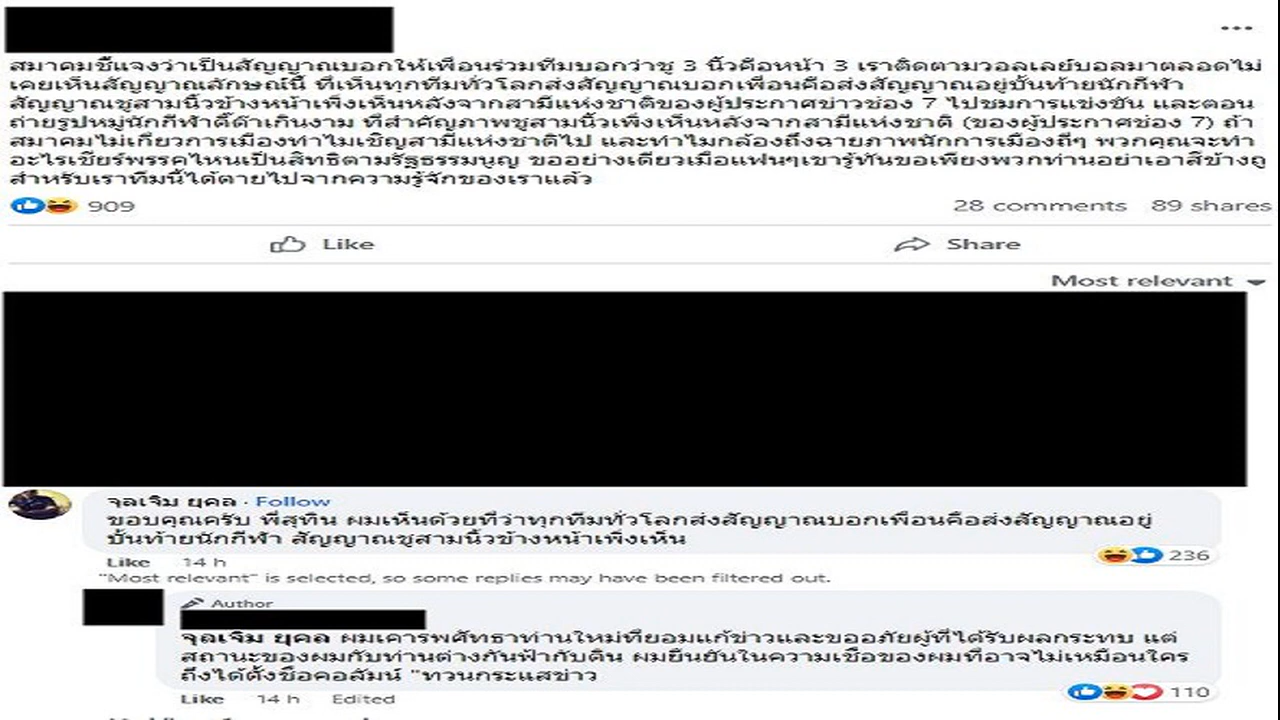 สมาคมชี้แจงว่าเป็นสัญญาณบอกให้เพื่อนร่วมทีมบอกว่าชู 3 นิ้วคือหน้า 3 เราติดตามวอลเลย์บอลมาตลอดไม่
เคยเห็นสัญญาณลักษณ์นี้ ที่เห็นทุกทีมทั่วโลกส่งสัญญาณบอกเพื่อนคือส่งสัญญาณอยู่บั้นท้ายนักกีฬา
สัญญาณชูสามนิ้วข้างหน้าเพิ่งเห็นหลังจากสามีแห่งชาติของผู้ประกาศข่าวช่อง 7 ไปชมการแข่งขัน และตอน
ถ่ายรูปหมู่นักกีฬาดี๊ด๊าเกินงาม ที่สำคัญภาพชูสามนิ้วเพิ่งเห็นหลังจากสามีแห่งชาติ (ของผู้ประกาศช่อง 7) ถ้า
สมาคมไม่เกี่ยวการเมืองทำไมเชิญสามีแห่งชาติไป และทำไมกล้องถึงฉายภาพนักการเมืองถี่ๆ พวกคุณจะทำ
อะไรเชียร์พรรคไหนเป็นสิทธิตามรัฐธรรมนูญ ขออย่างเดียวเมื่อแฟนๆเขารู้ทันขอเพียงพวกท่านอย่าเอาสีข้างถู
สำหรับเราทีมนี้ได้ตายไปจากความรู้จักของเราแล้ว
909
28 comments 89 shares
Like
Share
Most relevant
จุลเจิม ยุคล · Follow
ขอบคุณครับ พี่สุทิน ผมเห็นด้วยที่ว่าทุกทีมทั่วโลกส่งสัญญาณบอกเพื่อนคือส่งสัญญาณอยู่
บั้นท้ายนักกีฬา สัญญาณชูสามนิ้วข้างหน้าเพิ่งเห็น
236
Like 14 h
"Most relevant" is selected, so some replies may have been filtered out.
Author
จุลเจิม ยุคล ผมเคารพศัทธาท่านใหม่ที่ยอมแก้ข่าวและขออภัยผู้ที่ได้รับผลกระทบ แต่
สถานะของผมกับท่านต่างกันฟ้ากับดิน ผมยืนยันในความเชื่อของผมที่อาจไม่เหมือนใคร
ถึงได้ตั้งชื่อคอลัมน์ "ทวนกระแสข่าว
110
Like 14 h Edited